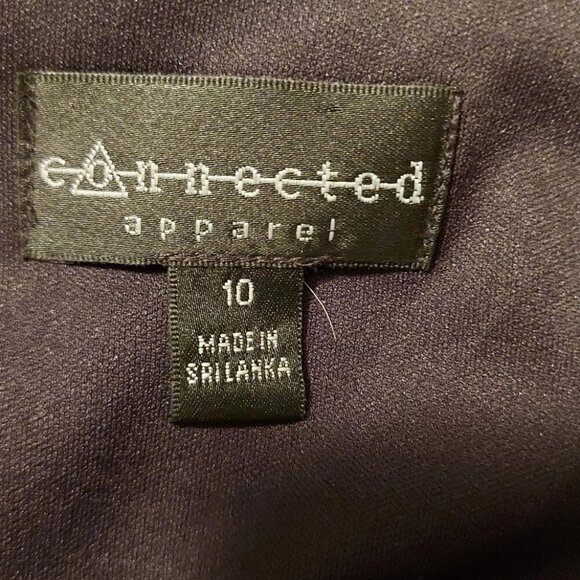 connected
apparel
10
MADE IN
SRI LANKA